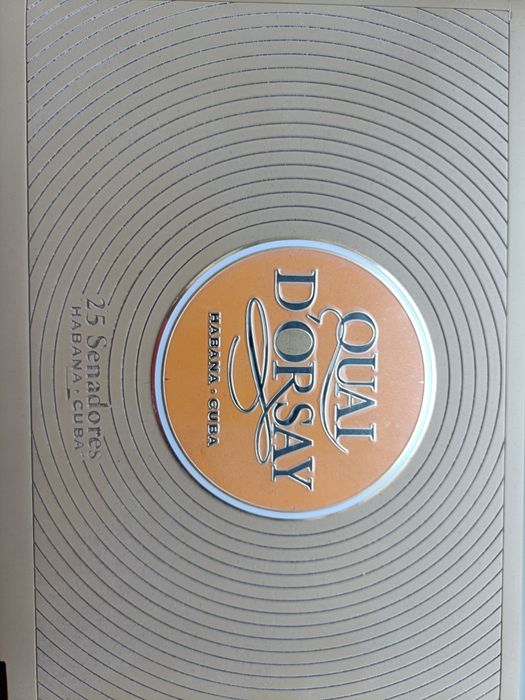 QUAI
D'ORSAY
HABANA · CUBA
25 Senadores
HABANA · CUBA